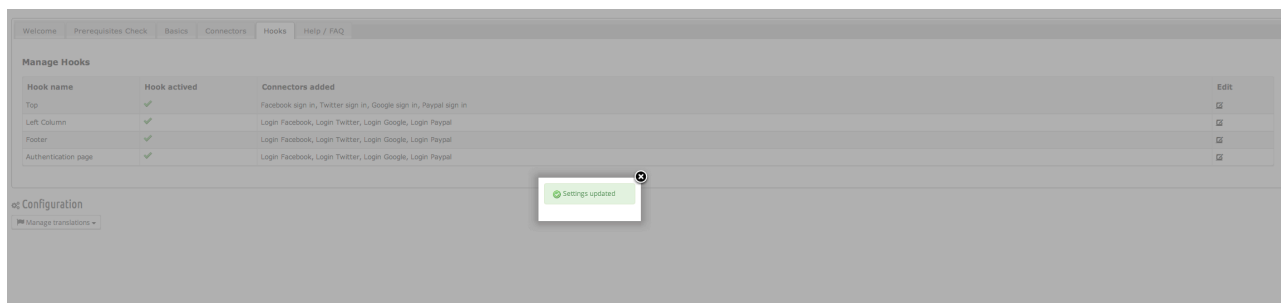 Welcome Prerequisites Check Basics Connectors Hooks Help / FAQ
Manage Hooks
Hook name Hook actived Connectors added Edit
Top Facebook sign in, Twitter sign in, Google sign in, Paypal sign in
Left Column Login Facebook, Login Twitter, Login Google, Login Paypal
Footer Login Facebook, Login Twitter, Login Google, Login Paypal
Authentication page Login Facebook, Login Twitter, Login Google, Login Paypal
Settings updated
Configuration
Manage translations